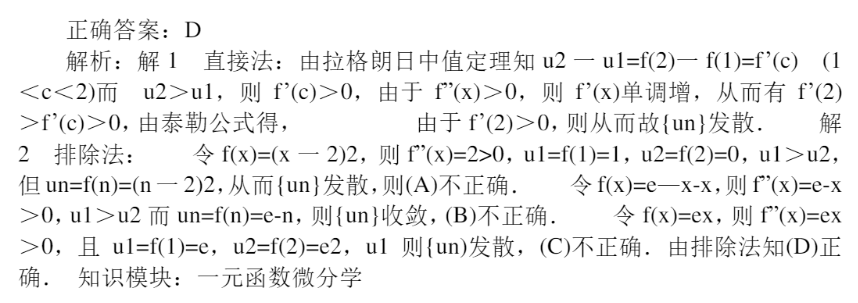 正确答案：D
解析：解 1　直接法：由拉格朗日中值定理知 u2 一 u1=f(2)一 f(1)=f’(c)　(1
＜c＜2)而　u2＞u1，则 f’(c)＞0，由于 f”(x)＞0，则 f’(x)单调增，从而有 f’(2)
＞f’(c)＞0，由泰勒公式得，　　　　　由于 f’(2)＞0，则从而故{un}发散．　　解
2　排除法：　　令 f(x)=(x 一 2)2，则 f”(x)=2>0，u1=f(1)=1，u2=f(2)=0，u1＞u2，
但 un=f(n)=(n 一 2)2，从而{un}发散，则(A)不正确．　　令 f(x)=e—x-x，则 f”(x)=e-x
＞0，u1＞u2 而 un=f(n)=e-n，则{un}收敛，(B)不正确．　　令 f(x)=ex，则 f”(x)=ex
＞0，且 u1=f(1)=e，u2=f(2)=e2，u1 则{un)发散，(C)不正确．由排除法知(D)正
确．　知识模块：一元函数微分学